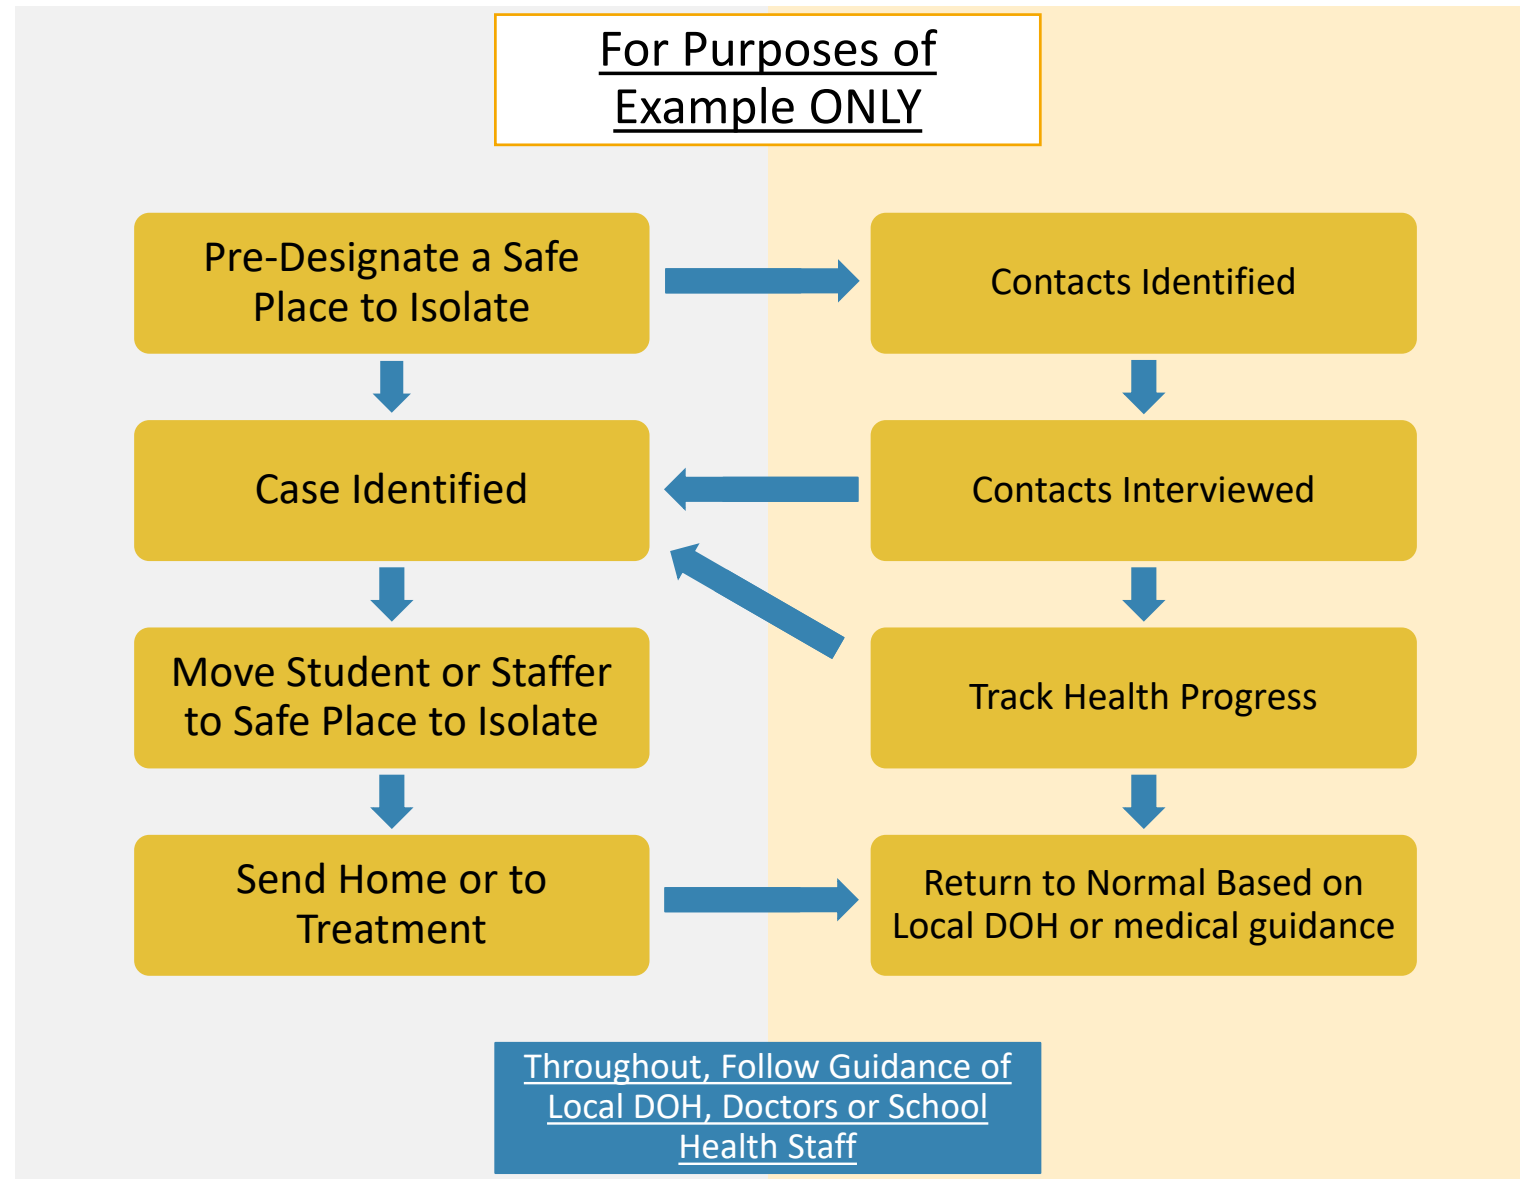 For Purposes of
Example ONLY
Pre-Designate a Safe
Place to Isolate
Contacts Identified
Case Identified
Contacts Interviewed
Move Student or Staffer
to Safe Place to Isolate
Track Health Progress
Send Home or to
Treatment
Return to Normal Based on
Local DOH or medical guidance
Throughout, Follow Guidance of
Local DOH, Doctors or School
Health Staff